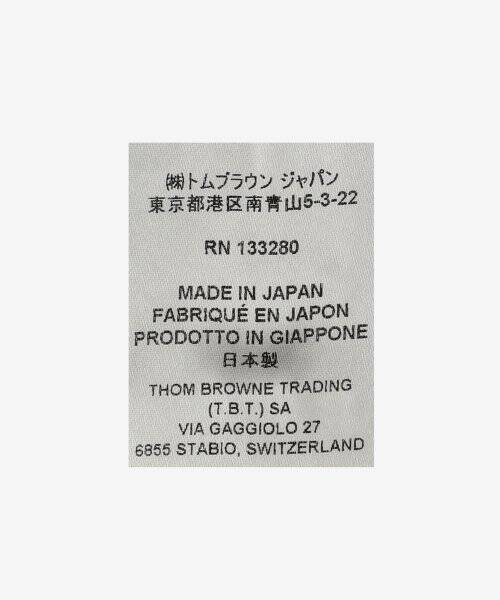 ㈱トムブラウン ジャパン
東京都港区南青山5-3-22
RN 133280
MADE IN JAPAN
FABRIQUÉ EN JAPON
PRODOTTO IN GIAPPONE
日本製
THOM BROWNE TRADING
(T.B.T.) SA
VIA GAGGIOLO 27
6855 STABIO, SWITZERLAND